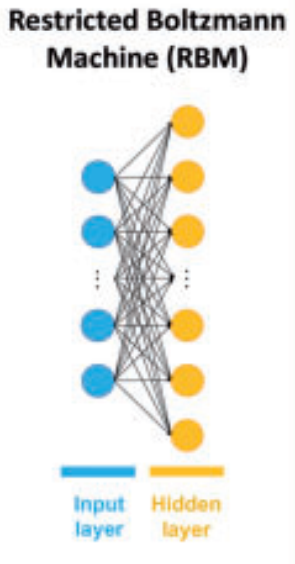 Restricted Boltzmann
Machine (RBM)
Input Hidden
layer layer